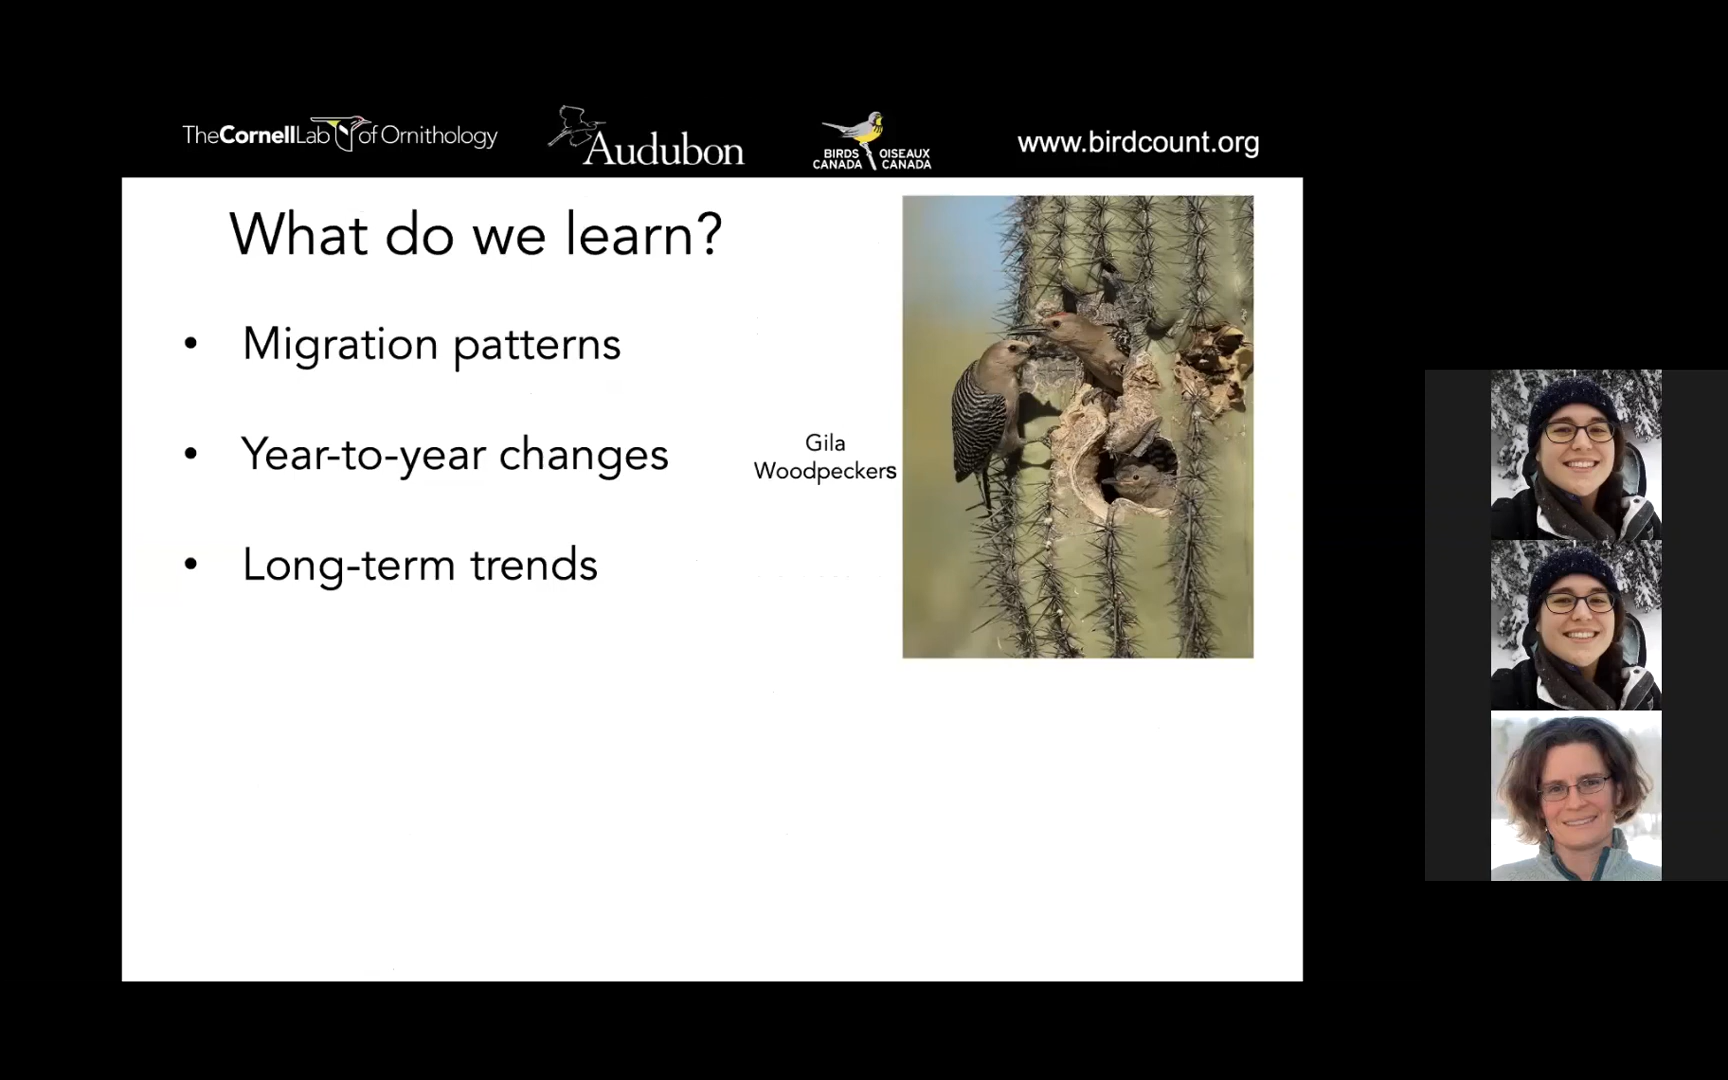 TheCornellLab of Ornithology
Audubon
BIRDS OISEAUX
CANADA CANADA
www.birdcount.org
What do we learn?
• Migration patterns
• Year-to-year changes
• Long-term trends
Gila
Woodpeckers